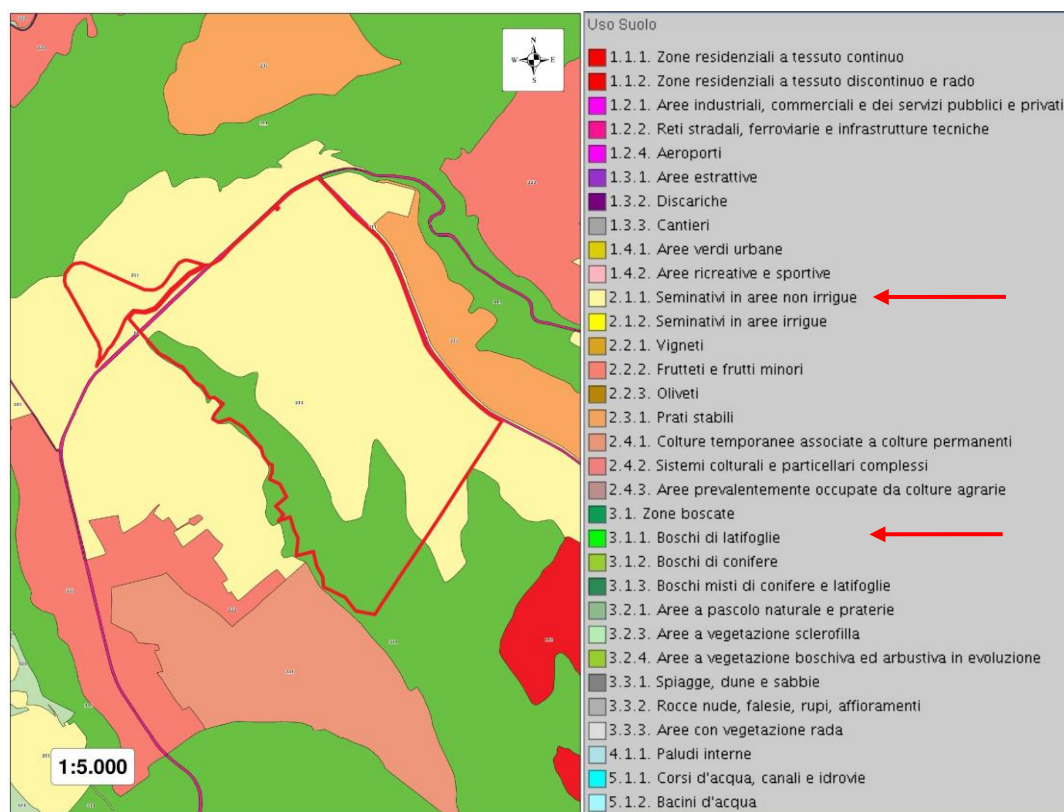 N
W E
S
1:5.000
Uso Suolo
1.1.1. Zone residenziali a tessuto continuo
1.1.2. Zone residenziali a tessuto discontinuo e rado
1.2.1. Aree industriali, commerciali e dei servizi pubblici e privati
1.2.2. Reti stradali, ferroviarie e infrastrutture tecniche
1.2.4. Aeroporti
1.3.1. Aree estrattive
1.3.2. Discariche
1.3.3. Cantieri
1.4.1. Aree verdi urbane
1.4.2. Aree ricreative e sportive
2.1.1. Seminativi in aree non irrigue
2.1.2. Seminativi in aree irrigue
2.2.1. Vigneti
2.2.2. Frutteti e frutti minori
2.2.3. Oliveti
2.3.1. Prati stabili
2.4.1. Colture temporanee associate a colture permanenti
2.4.2. Sistemi colturali e particellari complessi
2.4.3. Aree prevalentemente occupate da colture agrarie
3.1. Zone boscate
3.1.1. Boschi di latifoglie
3.1.2. Boschi di conifere
3.1.3. Boschi misti di conifere e latifoglie
3.2.1. Aree a pascolo naturale e praterie
3.2.3. Aree a vegetazione sclerofilla
3.2.4. Aree a vegetazione boschiva ed arbustiva in evoluzione
3.3.1. Spiagge, dune e sabbie
3.3.2. Rocce nude, falesie, rupi, affioramenti
3.3.3. Aree con vegetazione rada
4.1.1. Paludi interne
5.1.1. Corsi d'acqua, canali e idrovie
5.1.2. Bacini d'acqua